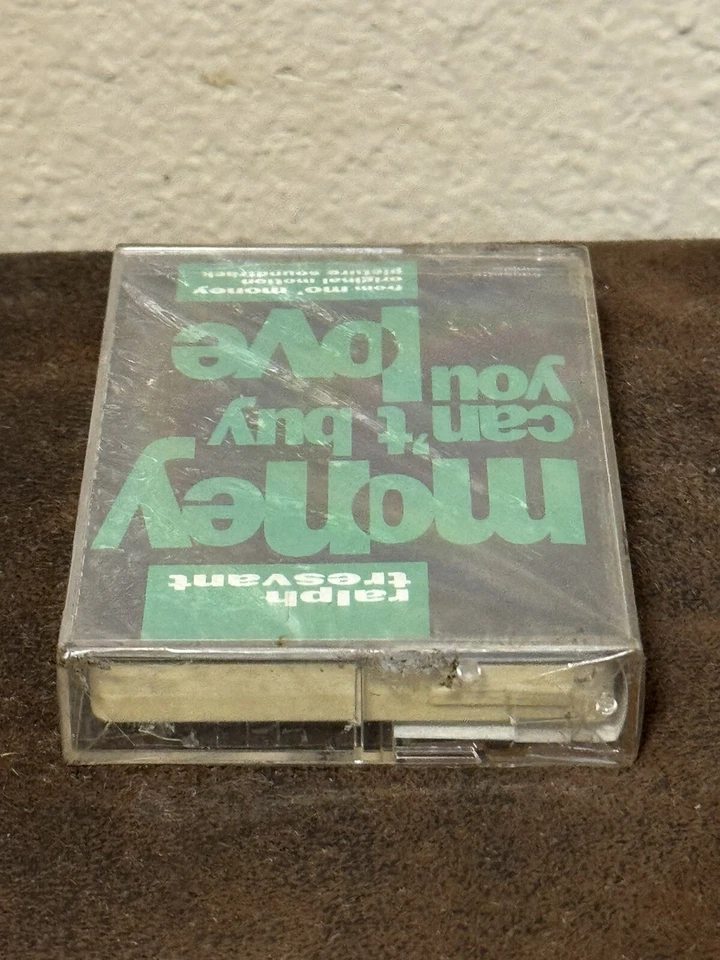 ralph
tresvant
money
can't buy
you love
from mo' money
original motion
picture soundtrack